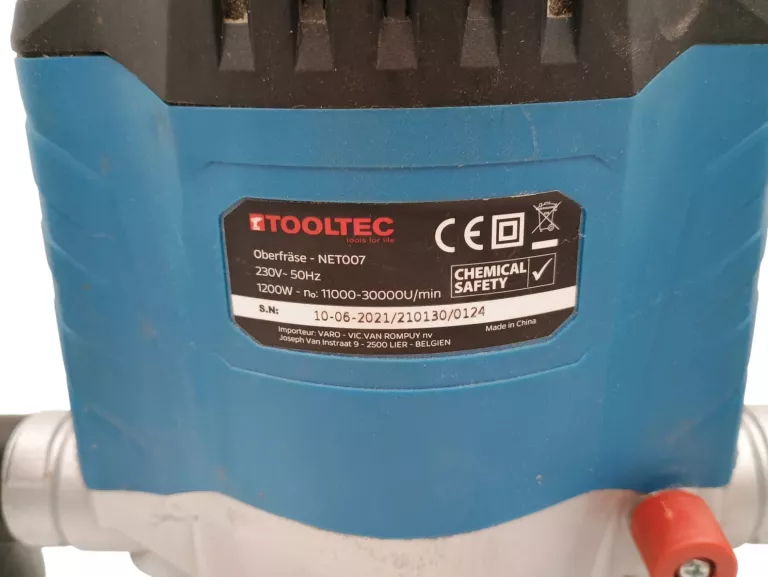 TOOLTEC
tools for life
Oberfräse - NET007
230V~ 50Hz
1200W - n₀: 11000-30000U/min
CE
CHEMICAL
SAFETY
S.N: 10-06-2021/210130/0124
Importeur: VARO - VIC.VAN ROMPUY nv
Joseph Van Instraat 9 - 2500 LIER - BELGIEN
Made in China